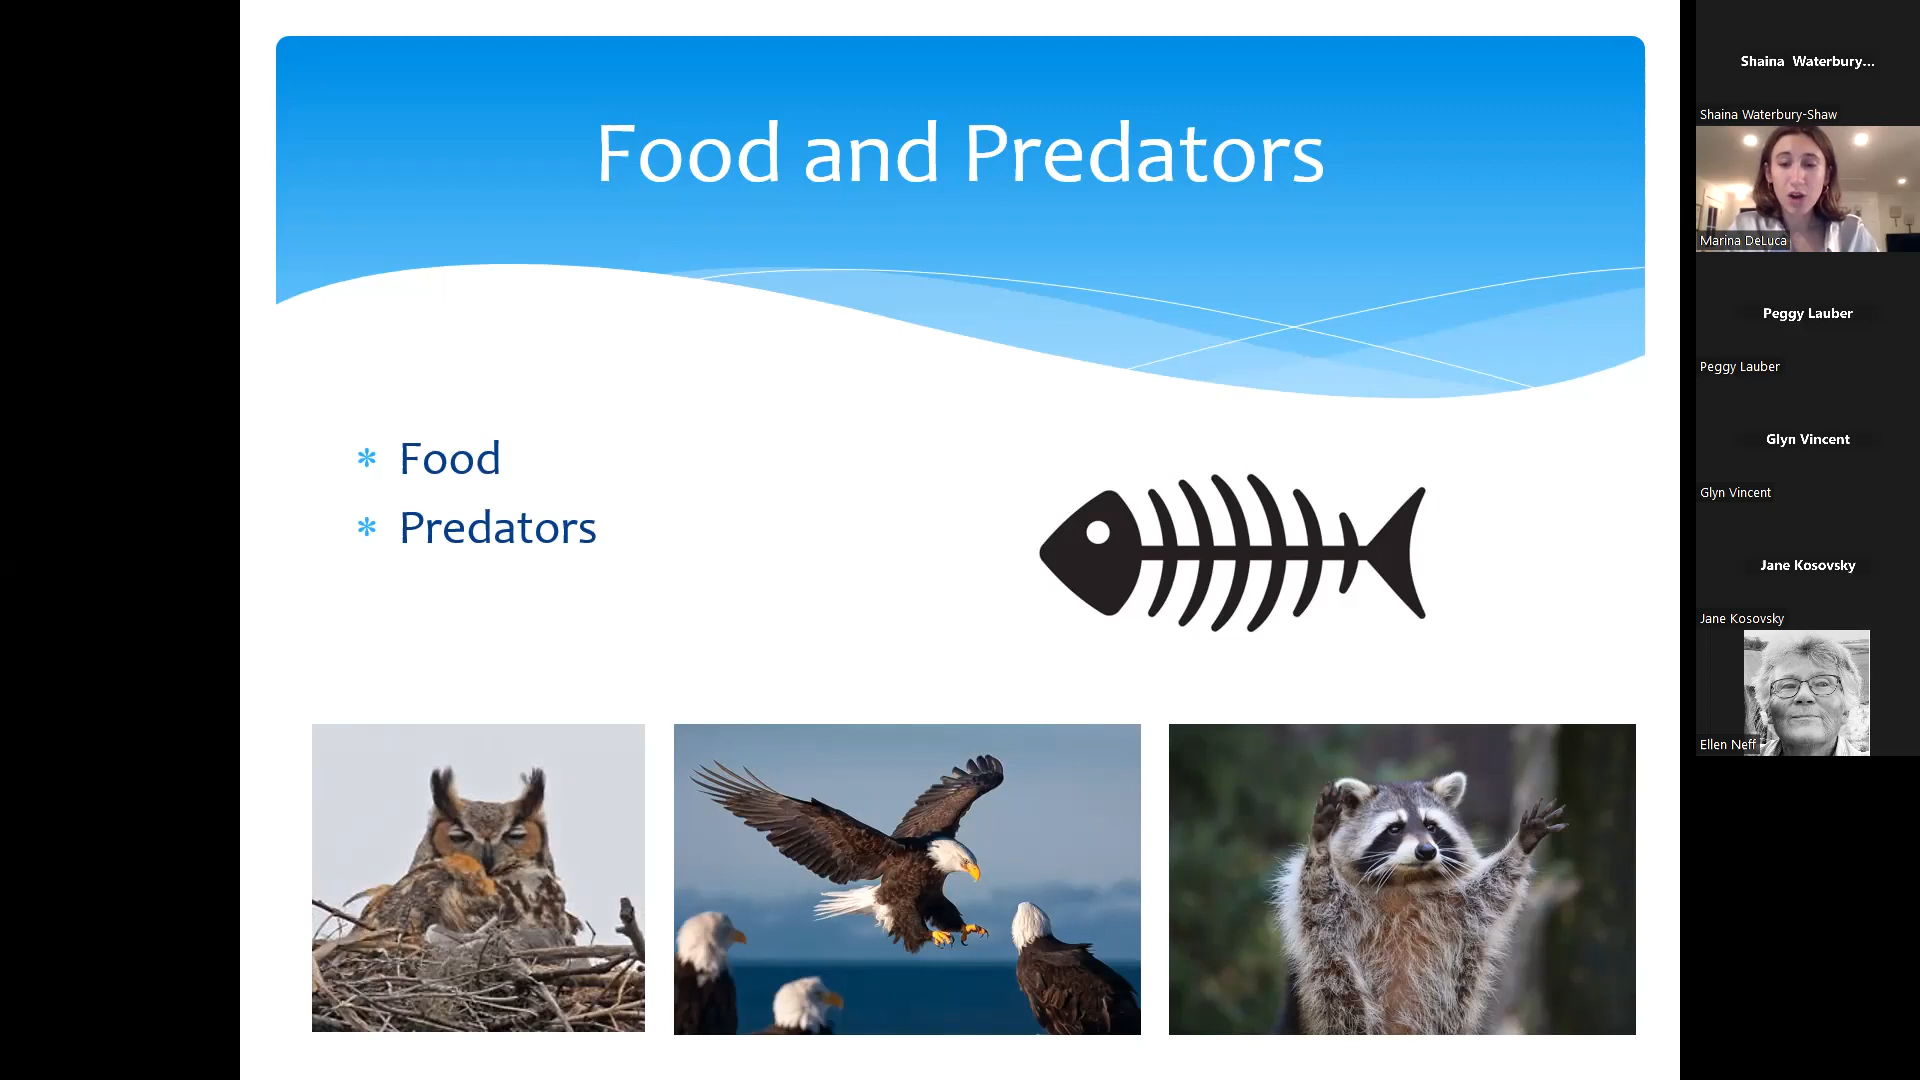 Food and Predators
* Food
* Predators
Shaina Waterbury...
Shaina Waterbury-Shaw
Marina DeLuca
Peggy Lauber
Peggy Lauber
Glyn Vincent
Glyn Vincent
Jane Kosovsky
Jane Kosovsky
Ellen Neff